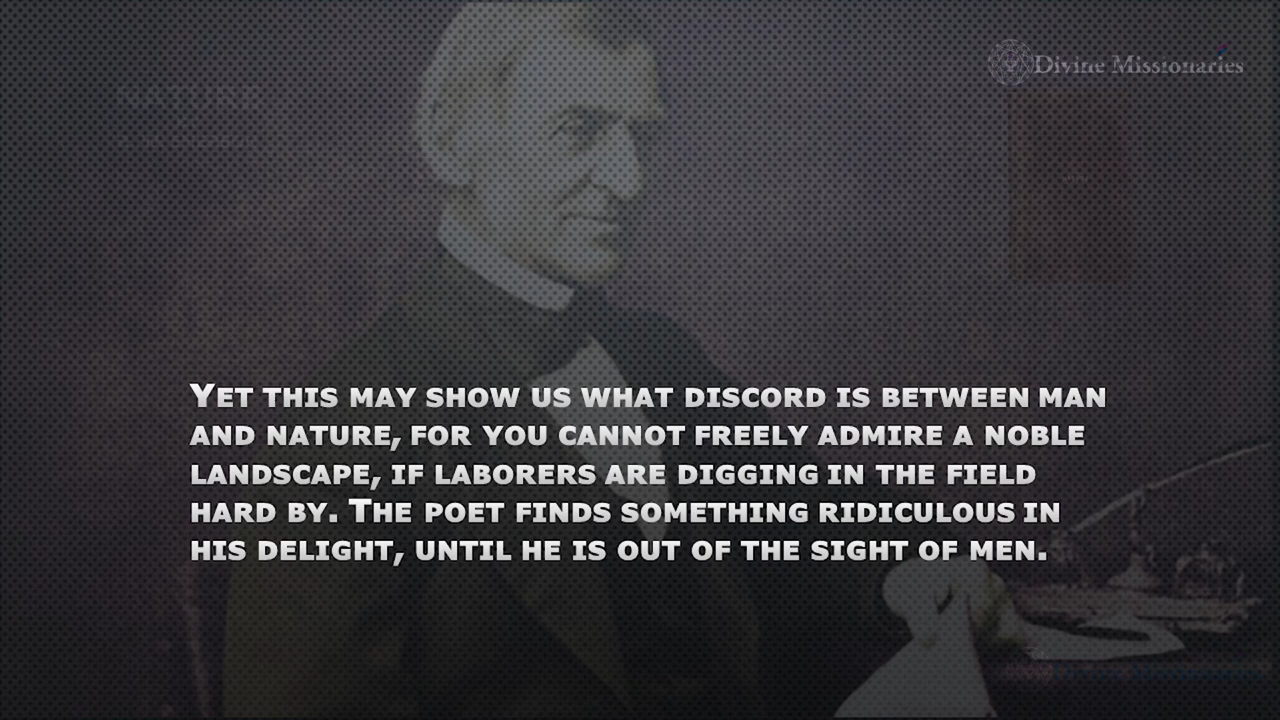 Divine Missionaries
NATURE
YET THIS MAY SHOW US WHAT DISCORD IS BETWEEN MAN
AND NATURE, FOR YOU CANNOT FREELY ADMIRE A NOBLE
LANDSCAPE, IF LABORERS ARE DIGGING IN THE FIELD
HARD BY. THE POET FINDS SOMETHING RIDICULOUS IN
HIS DELIGHT, UNTIL HE IS OUT OF THE SIGHT OF MEN.